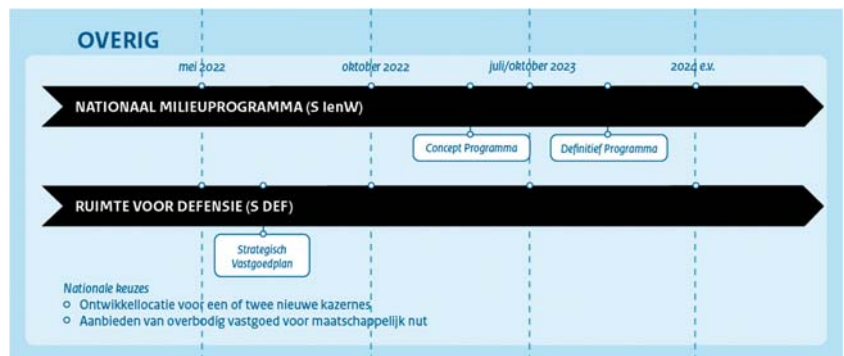 OVERIG
mei 2022
oktober 2022
juli/oktober 2023
2024 e.v.
NATIONAAL MILIEUPROGRAMMA (S IenW)
Concept Programma
Definitief Programma
RUIMTE VOOR DEFENSIE (S DEF)
Strategisch
Vastgoedplan
Nationale keuzes
Ontwikkellocatie voor een of twee nieuwe kazernes
Aanbieden van overbodig vastgoed voor maatschappelijk nut